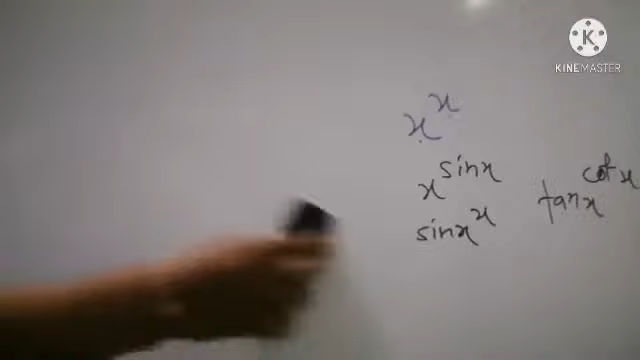 K
KINEMASTER
x^x
x^sinx
tanx^cotx
sinx^x